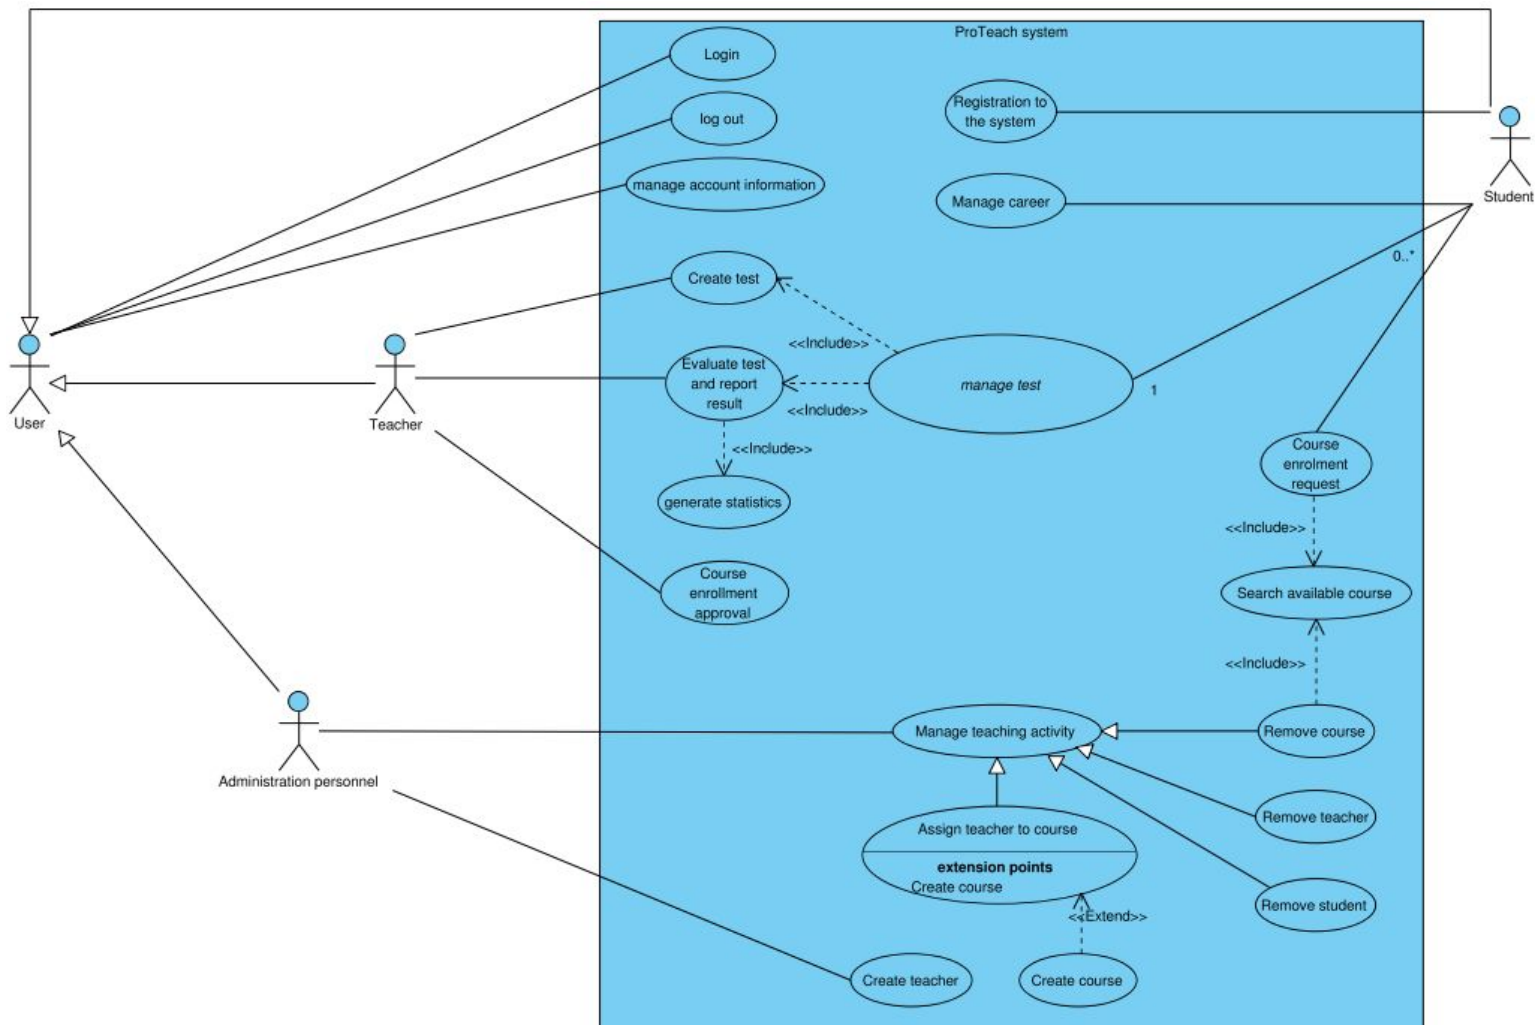 ProTeach system
Login
Registration to
the system
log out
manage account information
Manage career
Student
0..*
Create test
<<Include>>
Evaluate test
and report
result
manage test
1
<<Include>>
User
Teacher
<<Include>>
Course
enrolment
request
generate statistics
<<Include>>
Course
enrollment
approval
Search available course
<<Include>>
Manage teaching activity
Remove course
Administration personnel
Assign teacher to course
extension points
Create course
Remove teacher
<<Extend>>
Remove student
Create teacher
Create course